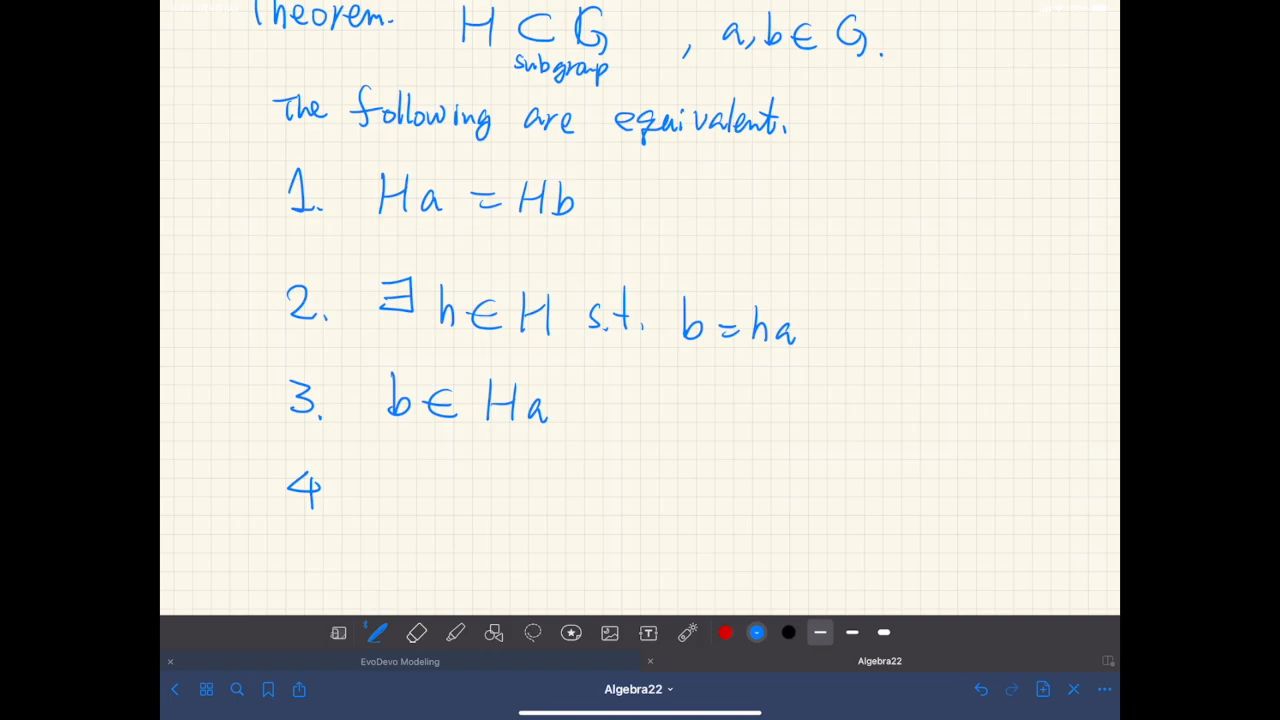 Theorem. H ⊂ G , a, b ∈ G.
subgroup
The following are equivalent.
1. Ha = Hb
2. ∃ h ∈ H s.t. b = ha
3. b ∈ Ha
4
EvoDevo Modeling
Algebra22
Algebra22